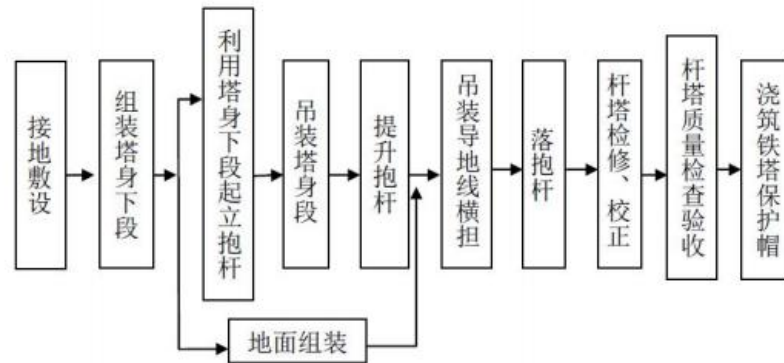 接地敷设
组装塔身下段
利用塔身下段起立抱杆
吊装塔身段
提升抱杆
吊装导地线横担
落抱杆
杆塔检修、校正
杆塔质量检查验收
浇筑铁塔保护帽
地面组装